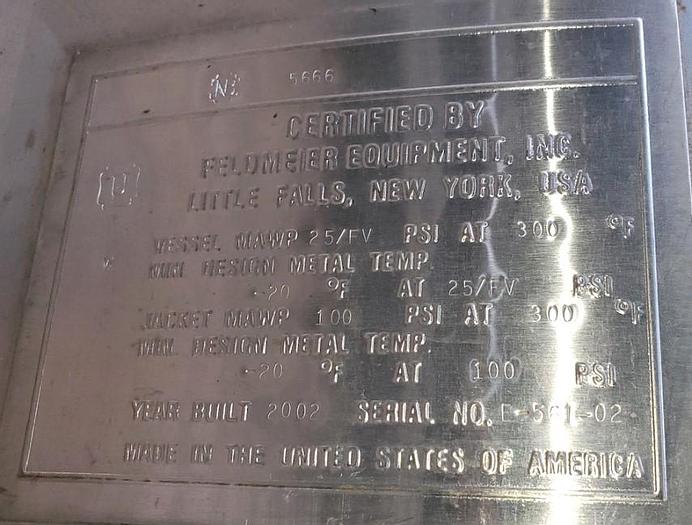 N 5666
CERTIFIED BY
FELDMEIER EQUIPMENT, INC.
U
LITTLE FALLS, NEW YORK, USA
VESSEL MAWP 25/FV PSI AT 300 °F
W
MIN. DESIGN METAL TEMP.
-20 °F AT 25/FV PSI
JACKET MAWP 100 PSI AT 300 °F
MIN. DESIGN METAL TEMP.
-20 °F AT 100 PSI
YEAR BUILT 2002 SERIAL NO.
MADE IN THE UNITED STATES OF AMERICA